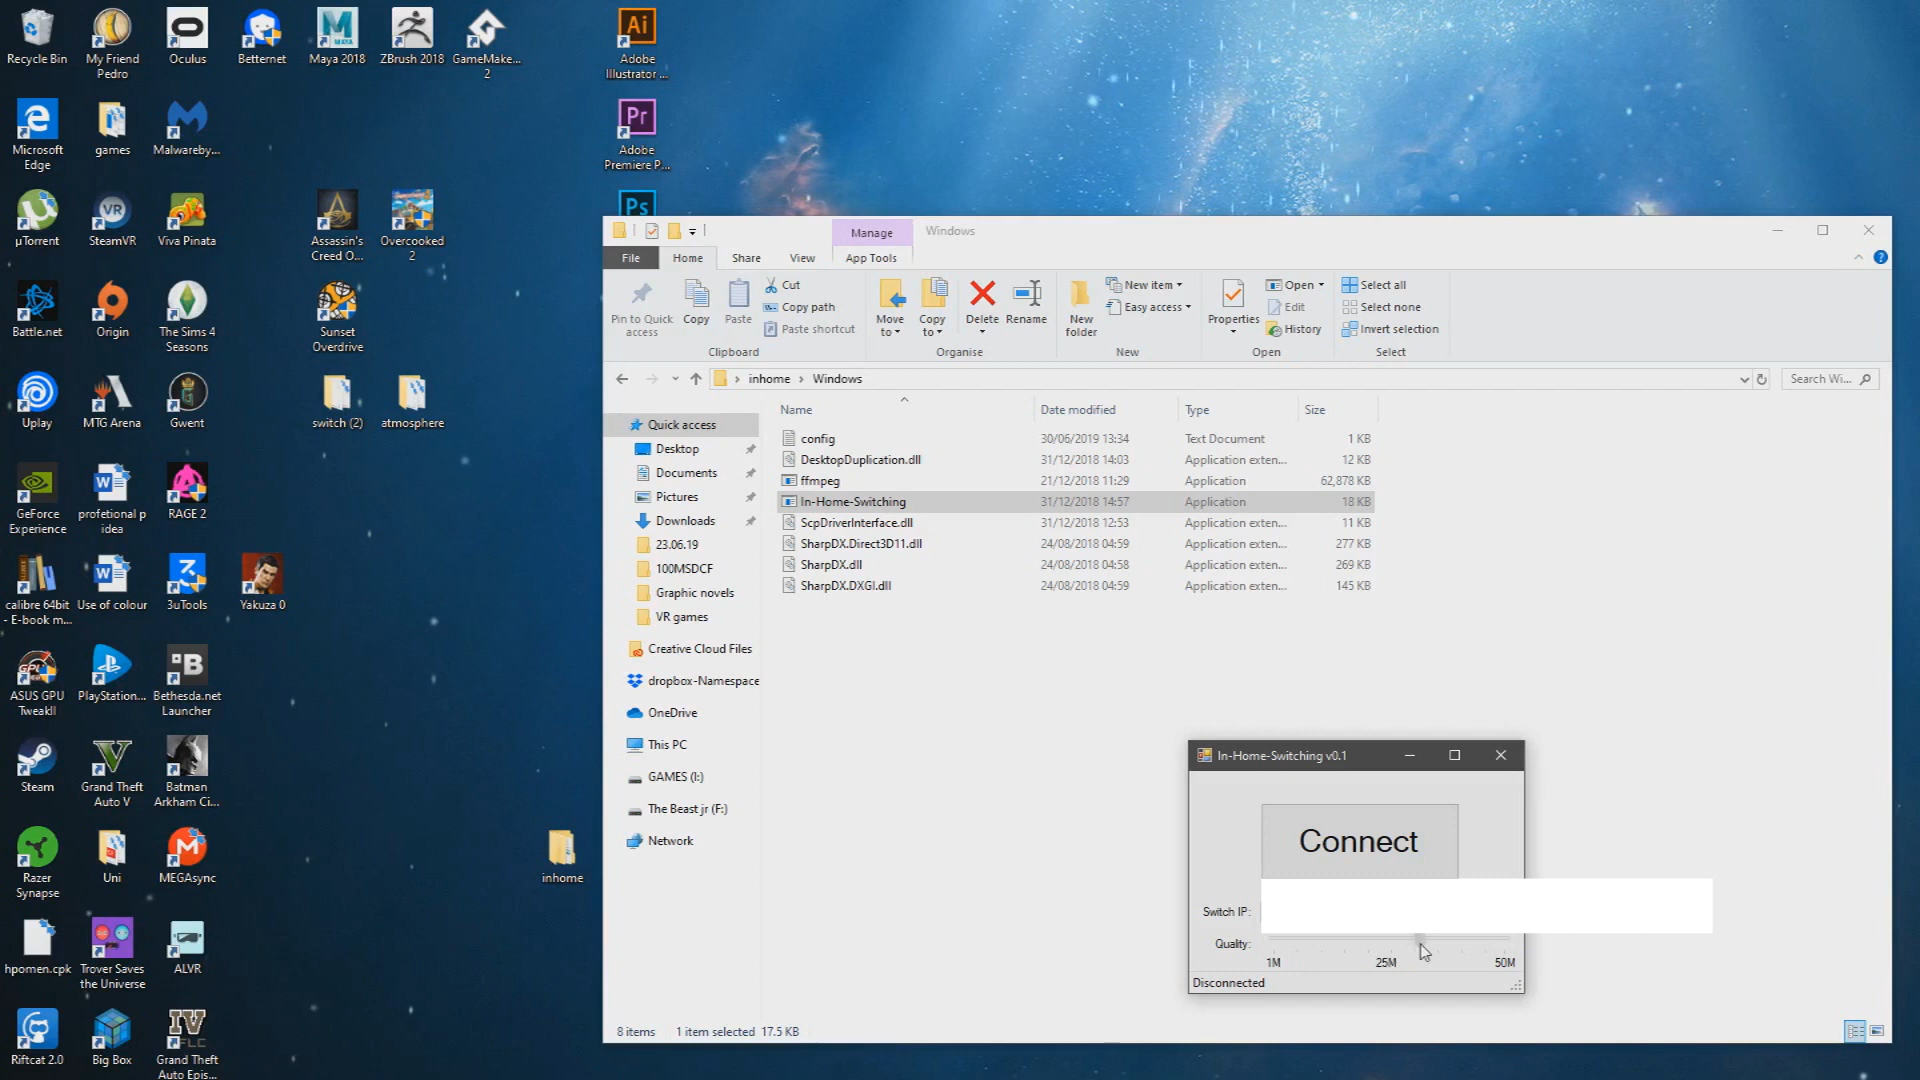 Recycle Bin
My Friend
Pedro
Oculus
Betternet
Maya 2018
ZBrush 2018
GameMake...
2
Ai
Adobe
Illustrator ...
Microsoft
Edge
games
Malwareby...
Pr
Adobe
Premiere P...
µTorrent
VR
SteamVR
Viva Pinata
Assassin's
Creed O...
Overcooked
2
Ps
Battle.net
Origin
The Sims 4
Seasons
Sunset
Overdrive
Uplay
MTG Arena
Gwent
switch (2)
atmosphere
GeForce
Experience
profetional p
idea
RAGE 2
calibre 64bit
- E-book m...
Use of colour
3uTools
Yakuza 0
ASUS GPU
TweakII
PlayStation...
Bethesda.net
Launcher
Steam
Grand Theft
Auto V
Batman
Arkham Ci...
Razer
Synapse
Uni
MEGAsync
inhome
hpomen.cpk
Trover Saves
the Universe
ALVR
Riftcat 2.0
Big Box
Grand Theft
Auto Epis...
Manage
Windows
File
Home
Share
View
App Tools
Pin to Quick
access
Copy
Paste
Cut
Copy path
Paste shortcut
Clipboard
Move
to
Copy
to
Delete
Rename
Organise
New
folder
New item
Easy access
New
Properties
Open
Edit
History
Open
Select all
Select none
Invert selection
Select
inhome > Windows
Search Wi...
Quick access
Desktop
Documents
Pictures
Downloads
23.06.19
100MSDCF
Graphic novels
VR games
Creative Cloud Files
dropbox-Namespace
OneDrive
This PC
GAMES (I:)
The Beast jr (F:)
Network
Name Date modified Type Size
config 30/06/2019 13:34 Text Document 1 KB
DesktopDuplication.dll 31/12/2018 14:03 Application exten... 12 KB
ffmpeg 21/12/2018 11:29 Application 62,878 KB
In-Home-Switching 31/12/2018 14:57 Application 18 KB
ScpDriverInterface.dll 31/12/2018 12:53 Application exten... 11 KB
SharpDX.Direct3D11.dll 24/08/2018 04:59 Application exten... 277 KB
SharpDX.dll 24/08/2018 04:58 Application exten... 269 KB
SharpDX.DXGI.dll 24/08/2018 04:59 Application exten... 145 KB
In-Home-Switching v0.1
Connect
Switch IP:
Quality:
1M 25M 50M
Disconnected
8 items 1 item selected 17.5 KB